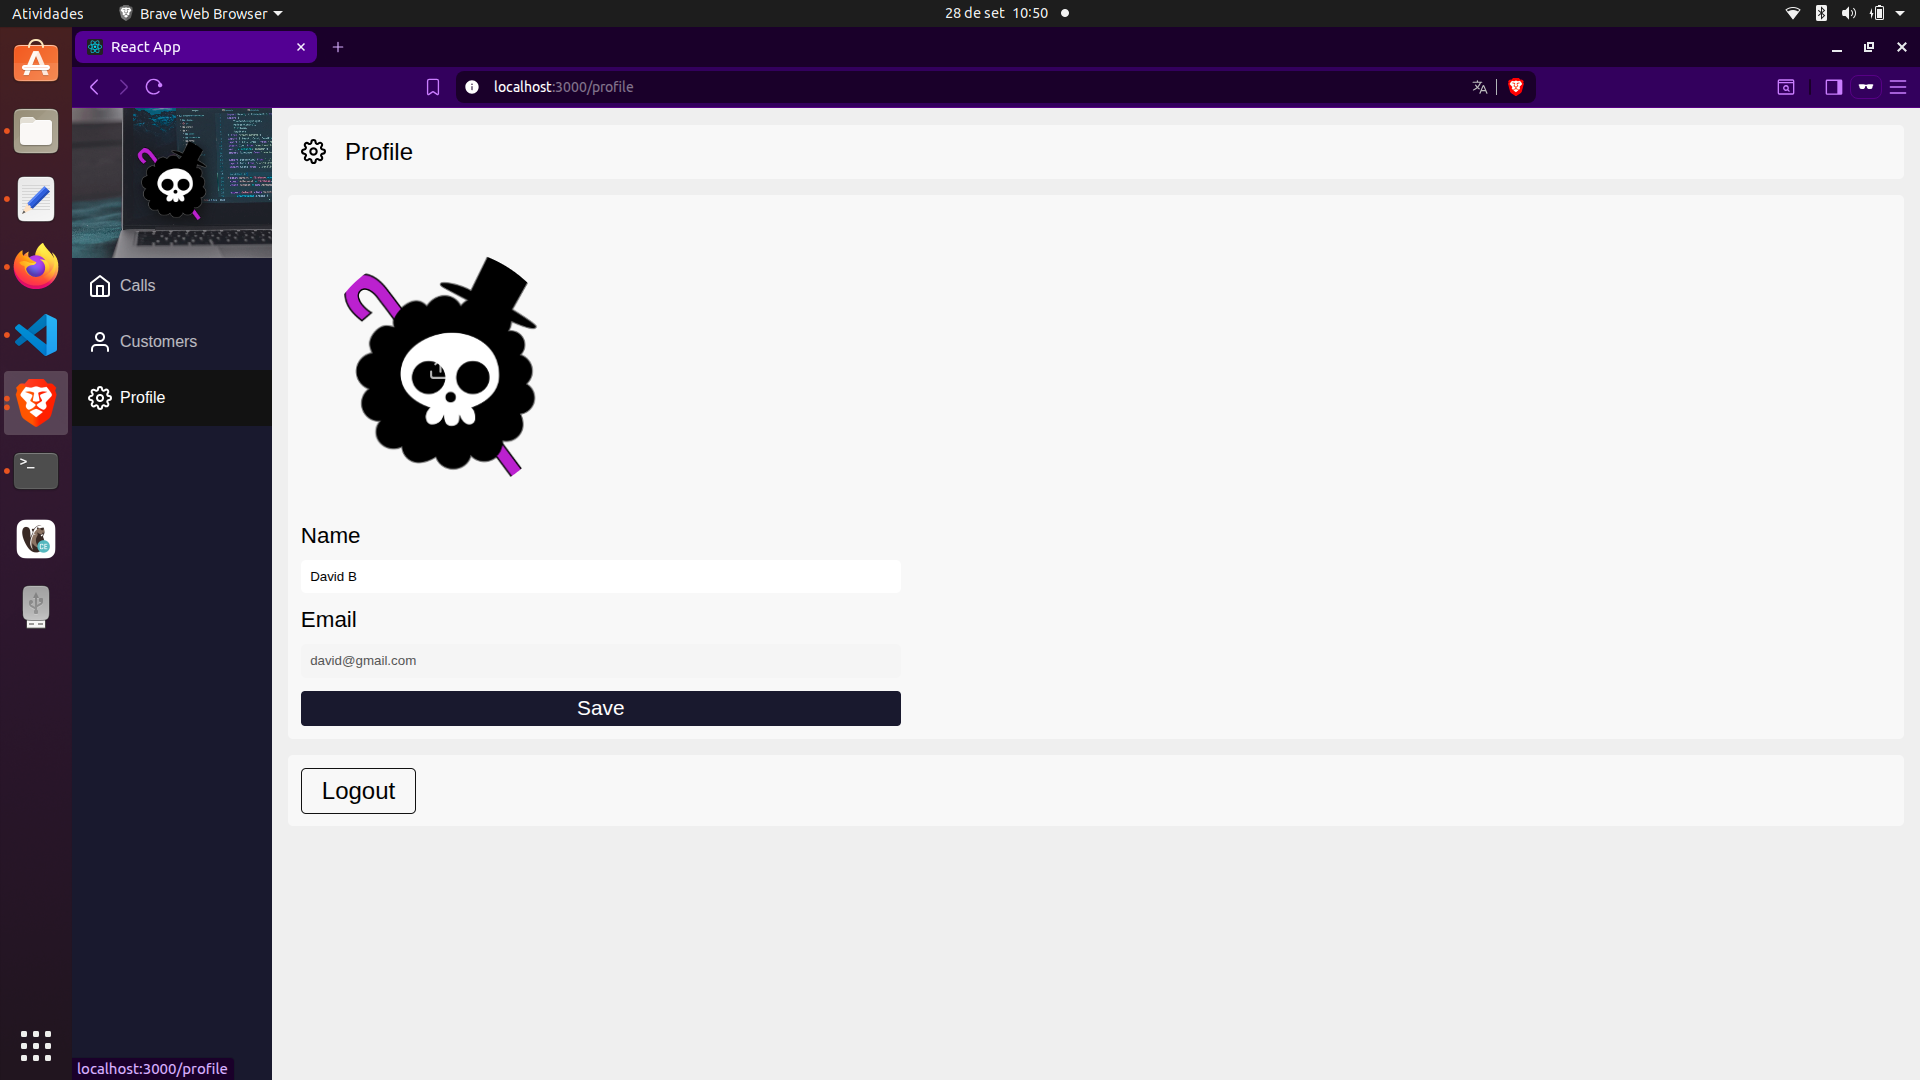 Atividades
Brave Web Browser
28 de set 10:50
React App
localhost:3000/profile
Profile
Calls
Customers
Profile
Name
David B
Email
david@gmail.com
Save
Logout
localhost:3000/profile